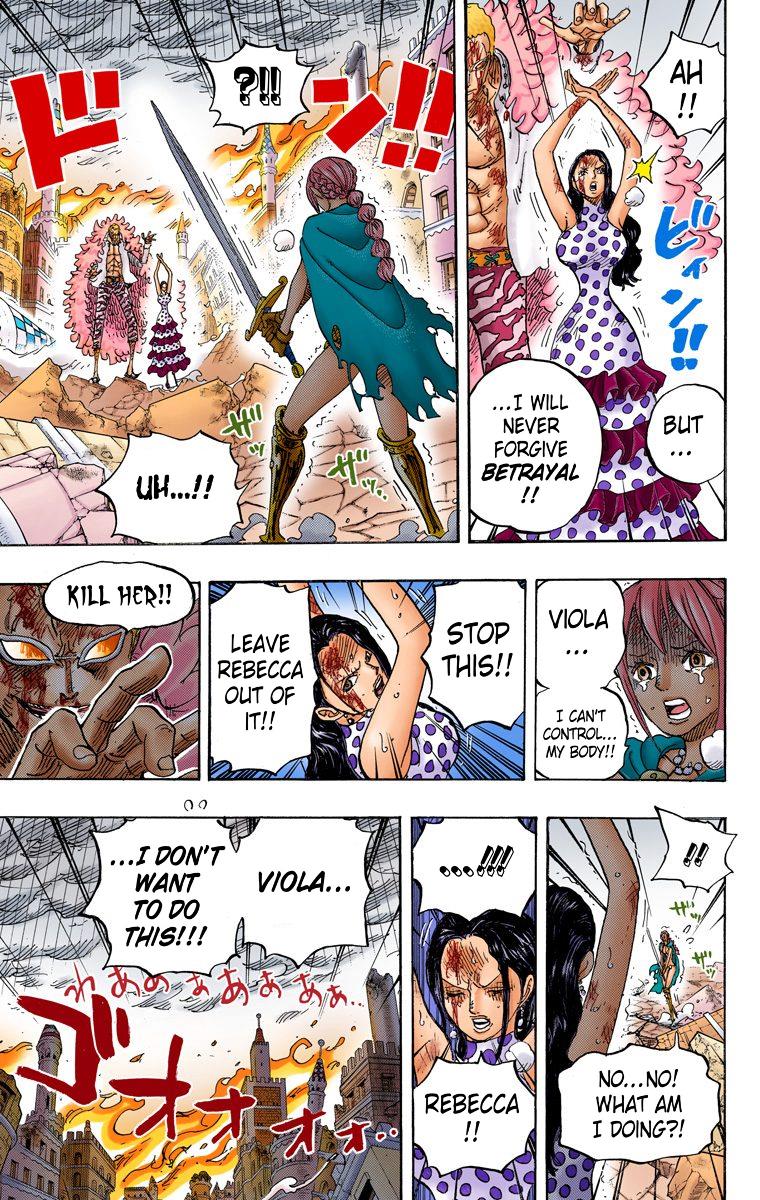 AH
!!
ビィン!!
BUT
...
...I WILL
NEVER
FORGIVE
BETRAYAL
!!
?!!
ドン!!
ザッ
ザッ
UH...!!
VIOLA
...
I CAN'T
CONTROL...
MY BODY!!
STOP
THIS!!
LEAVE
REBECCA
OUT OF
IT!!
KILL HER!!
!!
NO...NO!
WHAT AM
I DOING?!
...!!!
REBECCA
!!
VIOLA...
...I DON'T
WANT
TO DO
THIS!!!
ゴオオオオ...